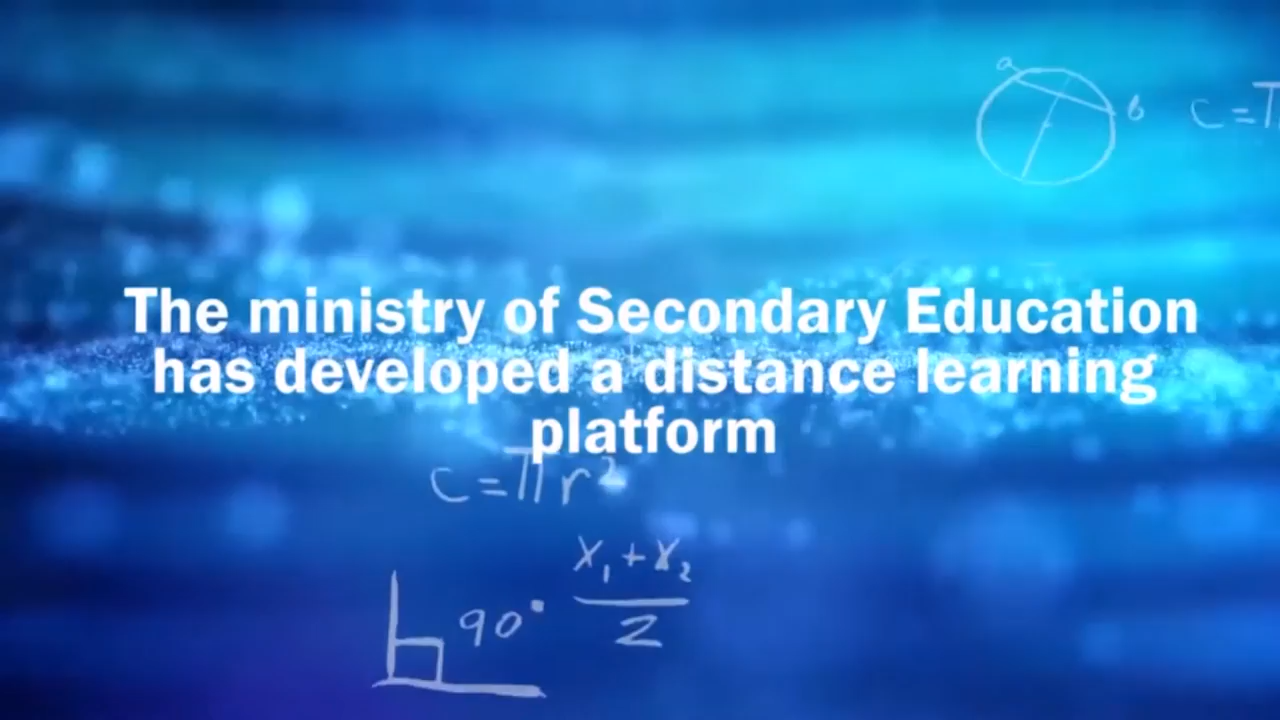 a
b
c=π
The ministry of Secondary Education
has developed a distance learning
platform
c=πr²
90°
x₁+x₂
2